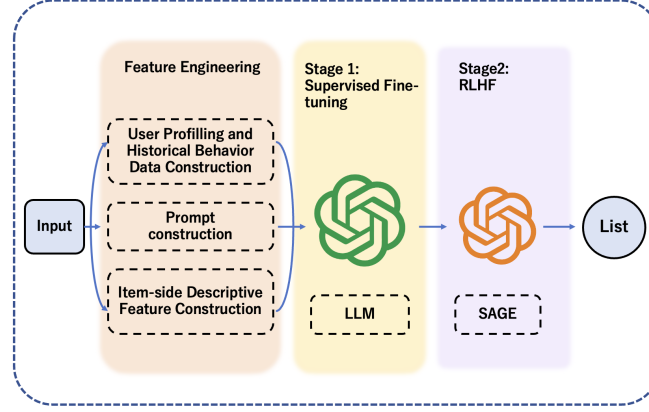 Feature Engineering
Stage 1:
Supervised Fine-
tuning
Stage2:
RLHF
User Profilling and
Historical Behavior
Data Construction
Input
Prompt
construction
List
Item-side Descriptive
Feature Construction
LLM
SAGE